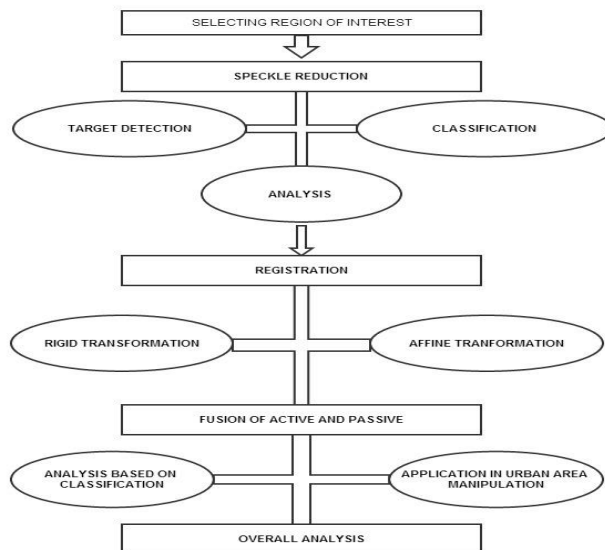 SELECTING REGION OF INTEREST
SPECKLE REDUCTION
TARGET DETECTION
CLASSIFICATION
ANALYSIS
REGISTRATION
RIGID TRANSFORMATION
AFFINE TRANFORMATION
FUSION OF ACTIVE AND PASSIVE
ANALYSIS BASED ON
CLASSIFICATION
APPLICATION IN URBAN AREA
MANIPULATION
OVERALL ANALYSIS